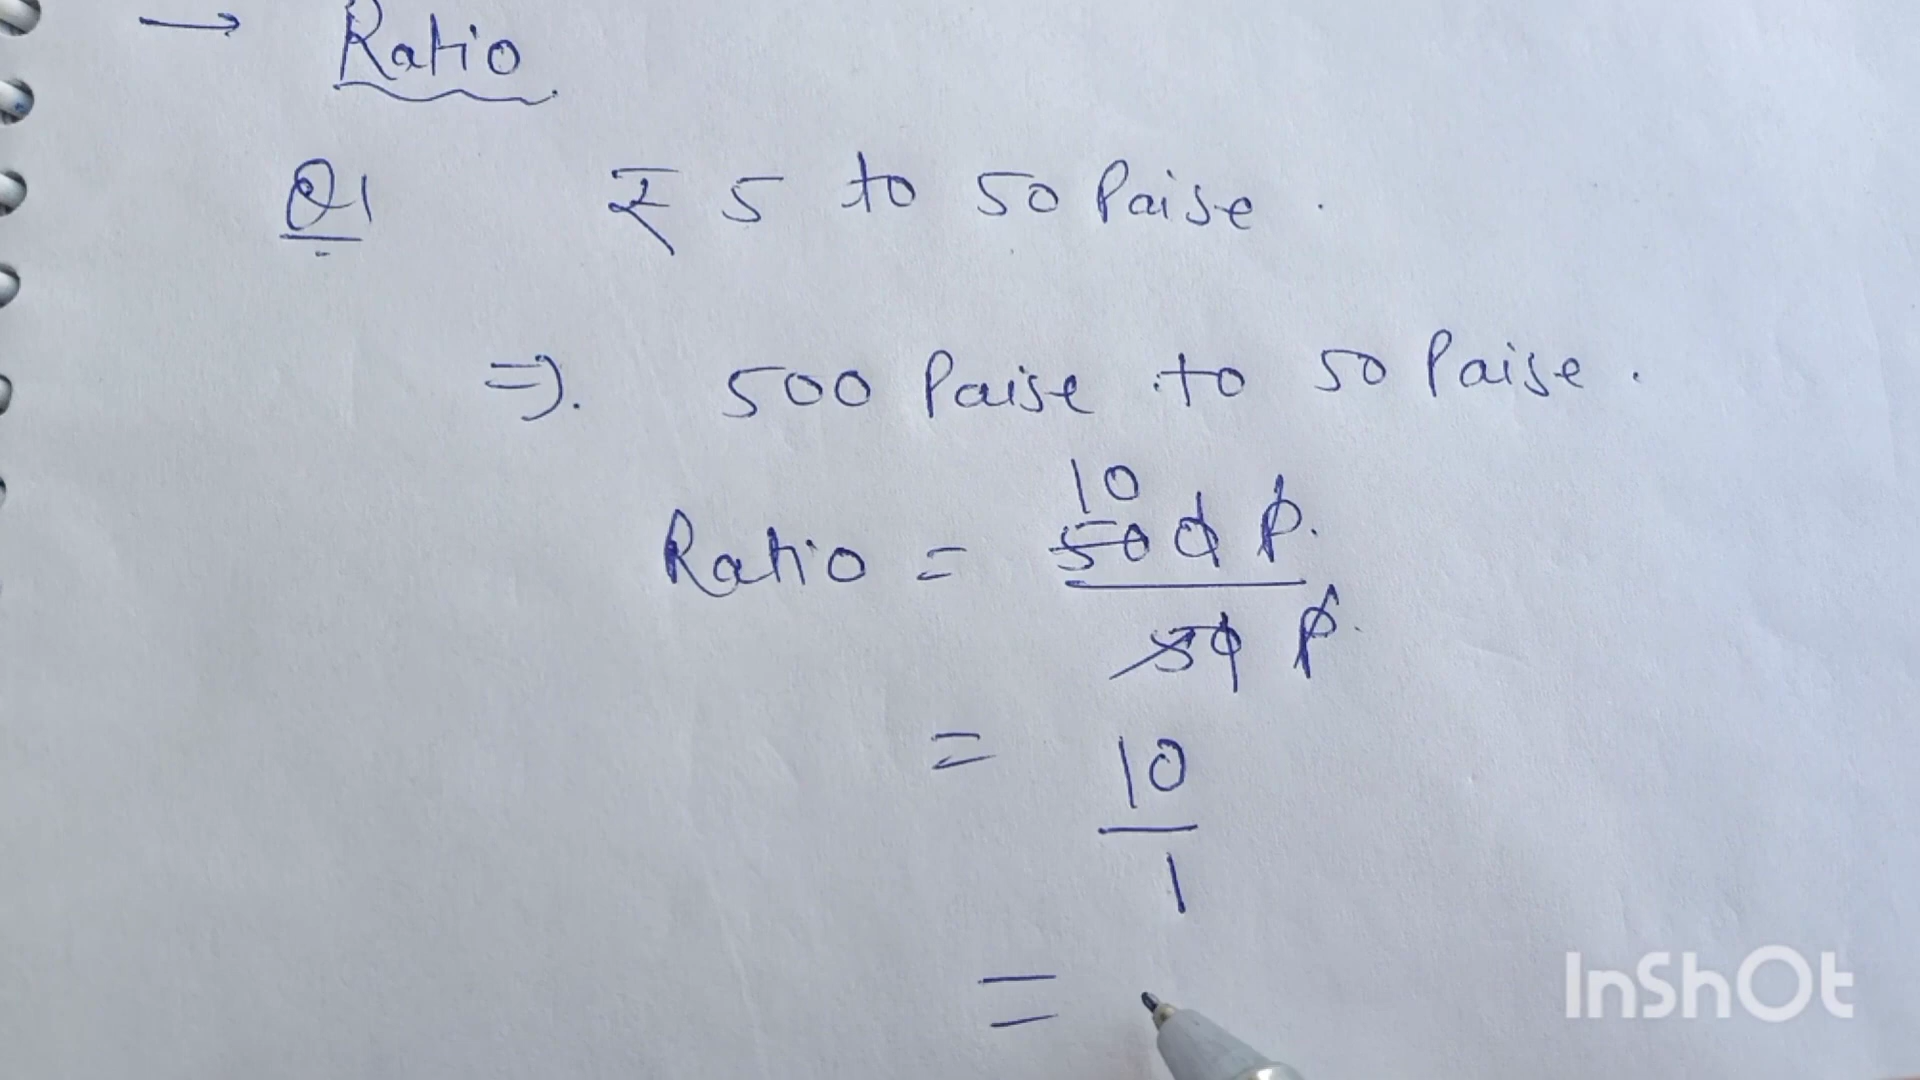 → Ratio
Q1 ₹ 5 to 50 Paise.
⇒. 500 Paise to 50 Paise.
10
Ratio = 500 P.
50 P.
= 10
1
=
InShOt